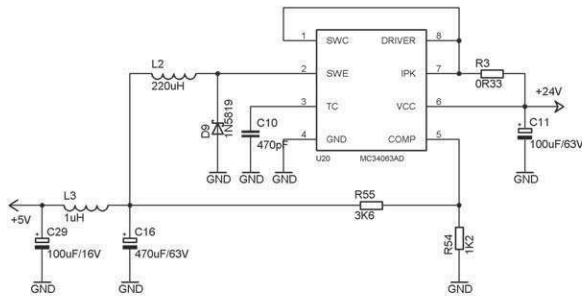 1 SWC DRIVER 8
L2
220uH
2 SWE IPK 7
R3
0R33
+24V
D9
1N5819
C10
470pF
3 TC VCC 6
4 GND COMP 5
+ C11
100uF/63V
U20 MC34063AD
GND GND GND GND
+5V
L3
1uH
R55
3K6
+ C29
100uF/16V
+ C16
470uF/63V
R54
1K2
GND GND GND